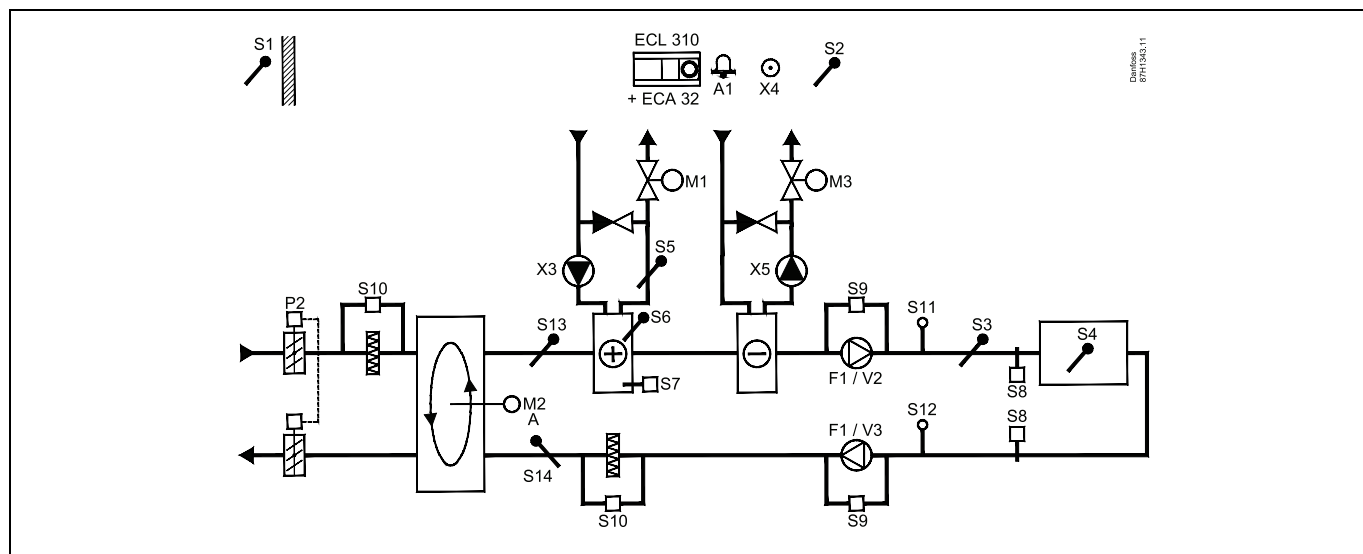 S1
ECL 310
+ ECA 32
A1
X4
S2
Danfoss
87H1343.11
M1
M3
X3
S5
X5
P2
S10
S13
S6
S9
S11
S3
S4
F1 / V2
S7
S8
M2
A
S12
S8
F1 / V3
S14
S10
S9